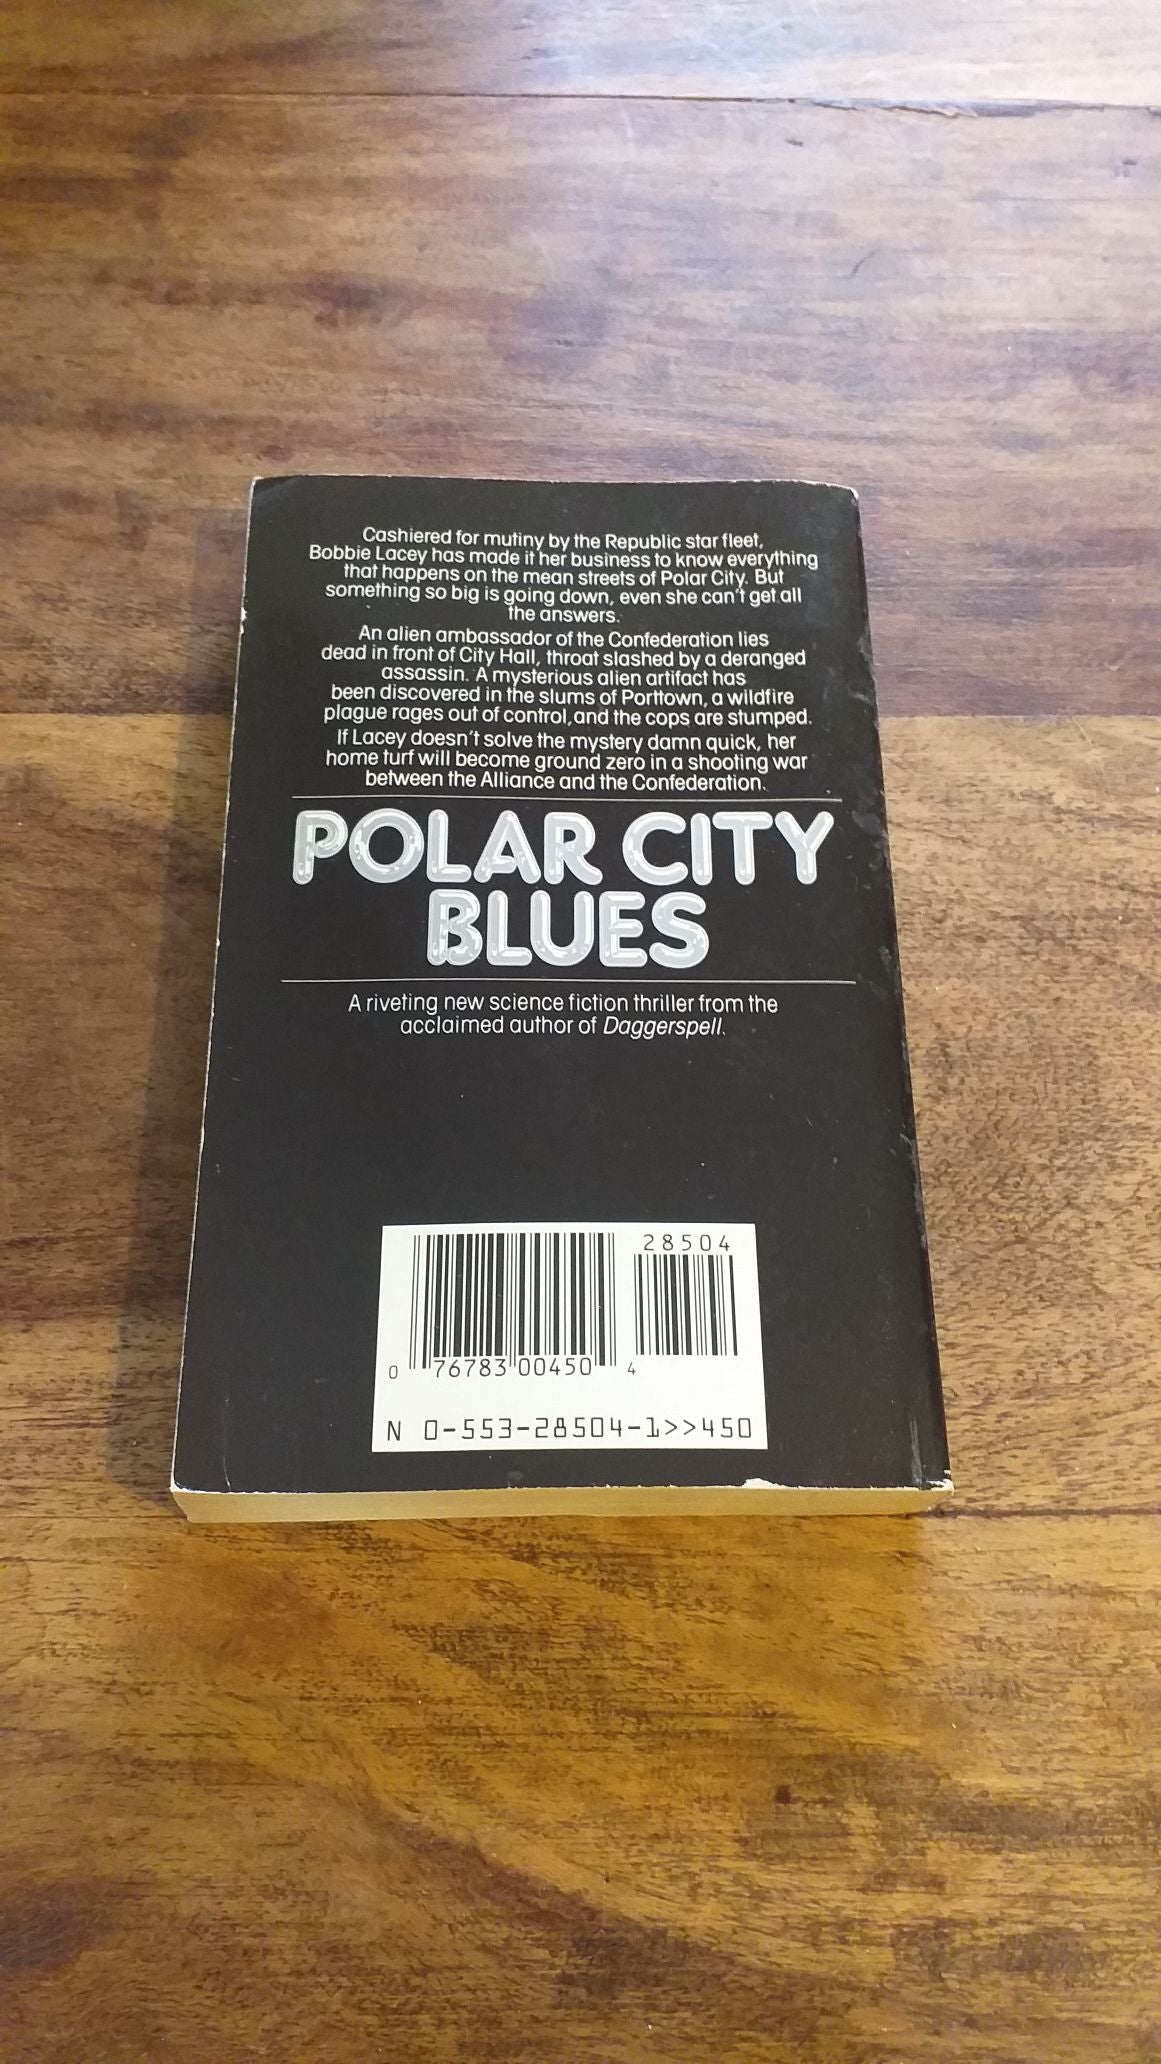 Cashiered for mutiny by the Republic star fleet,
Bobbie Lacey has made it her business to know everything
that happens on the mean streets of Polar City. But
something so big is going down, even she can't get all
the answers.
An alien ambassador of the Confederation lies
dead in front of City Hall, throat slashed by a deranged
assassin. A mysterious alien artifact has
been discovered in the slums of Porttown, a wildfire
plague rages out of control, and the cops are stumped.
If Lacey doesn't solve the mystery damn quick, her
home turf will become ground zero in a shooting war
between the Alliance and the Confederation.
POLAR CITY
BLUES
A riveting new science fiction thriller from the
acclaimed author of Daggerspell.
28504
0 76783 00450 4
N 0-553-28504-1>>450